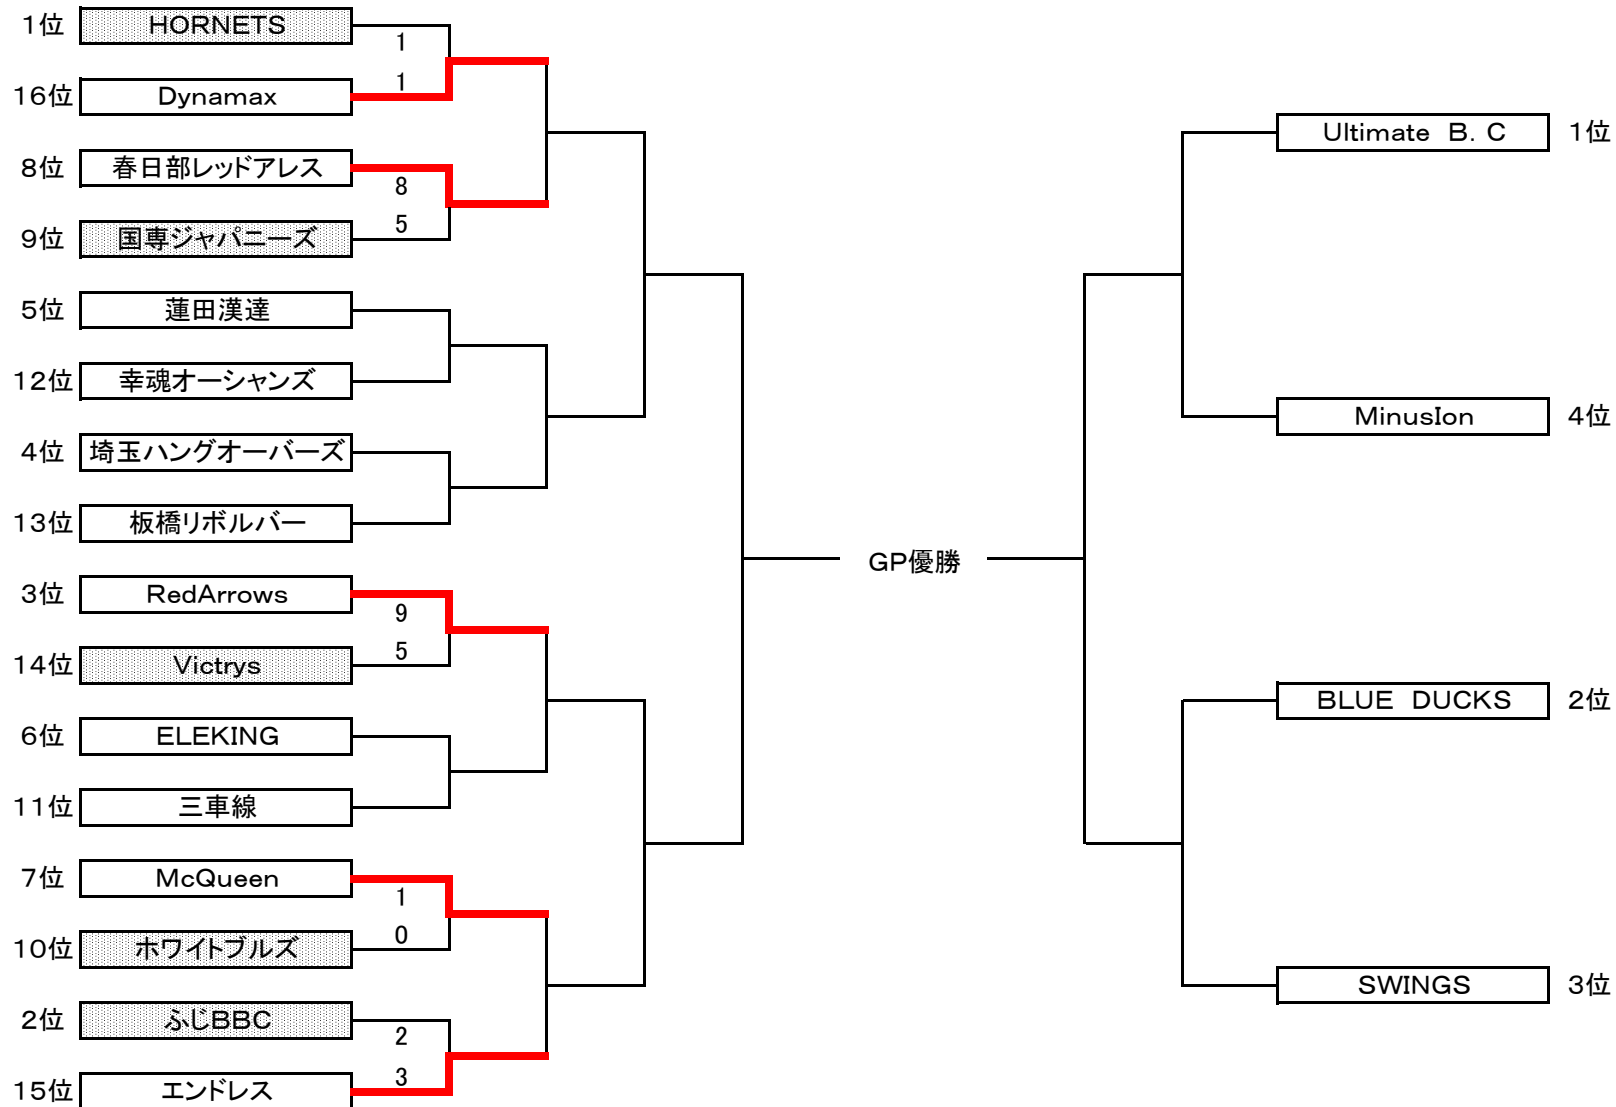 1位 HORNETS
1
1
16位 Dynamax
8位 春日部レッドアレス
8
5
9位 国専ジャパニーズ
5位 蓮田漢達
12位 幸魂オーシャンズ
4位 埼玉ハングオーバーズ
13位 板橋リボルバー
3位 RedArrows
9
5
14位 Victrys
6位 ELEKING
11位 三車線
7位 McQueen
1
0
10位 ホワイトブルズ
2位 ふじBBC
2
3
15位 エンドレス
GP優勝
Ultimate B.C 1位
MinusIon 4位
BLUE DUCKS 2位
SWINGS 3位